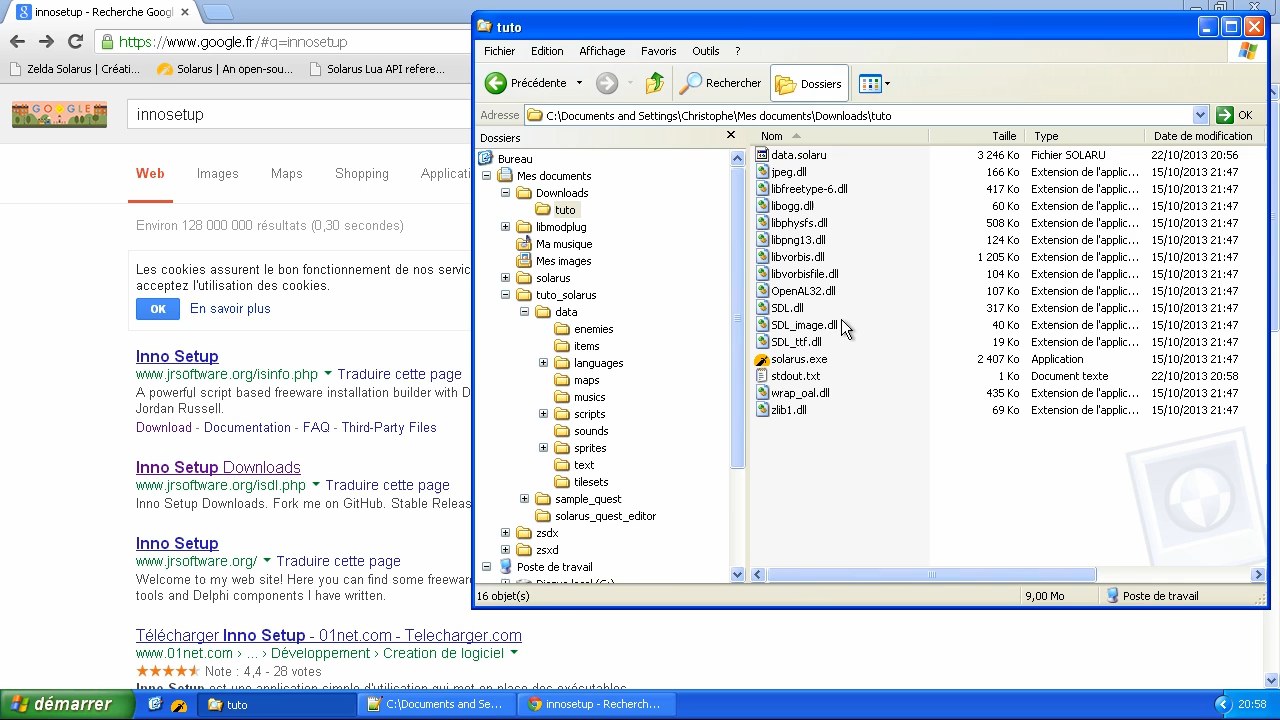 innosetup - Recherche Googl
https://www.google.fr/#q=innosetup
Zelda Solarus | Créati...
Solarus | An open-sou...
Solarus Lua API refere...
GOOGLE
innosetup
Web
Images
Maps
Shopping
Applicati
Environ 128 000 000 résultats (0,30 secondes)
Les cookies assurent le bon fonctionnement de nos servic
acceptez l'utilisation des cookies.
OK
En savoir plus
Inno Setup
www.jrsoftware.org/isinfo.php
Traduire cette page
A powerful script based freeware installation builder with D
Jordan Russell.
Download - Documentation - FAQ - Third-Party Files
Inno Setup Downloads
www.jrsoftware.org/isdl.php
Traduire cette page
Inno Setup Downloads. Fork me on GitHub. Stable Releas
Inno Setup
www.jrsoftware.org/
Traduire cette page
Welcome to my web site! Here you can find some freewar
tools and Delphi components I have written.
Télécharger Inno Setup - 01net.com - Telecharger.com
www.01net.com › ... › Développement › Creation de logiciel
Note : 4,4 - 28 votes
Inno Setup est une application simple d'utilisation qui met en place des exécutables
tuto
Fichier
Edition
Affichage
Favoris
Outils
?
Précédente
Rechercher
Dossiers
Adresse
C:\Documents and Settings\Christophe\Mes documents\Downloads\tuto
OK
Dossiers
Bureau
Mes documents
Downloads
tuto
libmodplug
Ma musique
Mes images
solarus
tuto_solarus
data
enemies
items
languages
maps
musics
scripts
sounds
sprites
text
tilesets
sample_quest
solarus_quest_editor
zsdx
zsxd
Poste de travail
Nom
Taille
Type
Date de modification
data.solaru 3 246 Ko Fichier SOLARU 22/10/2013 20:56
jpeg.dll 166 Ko Extension de l'applic... 15/10/2013 21:47
libfreetype-6.dll 417 Ko Extension de l'applic... 15/10/2013 21:47
libogg.dll 60 Ko Extension de l'applic... 15/10/2013 21:47
libphysfs.dll 508 Ko Extension de l'applic... 15/10/2013 21:47
libpng13.dll 124 Ko Extension de l'applic... 15/10/2013 21:47
libvorbis.dll 1 205 Ko Extension de l'applic... 15/10/2013 21:47
libvorbisfile.dll 104 Ko Extension de l'applic... 15/10/2013 21:47
OpenAL32.dll 107 Ko Extension de l'applic... 15/10/2013 21:47
SDL.dll 317 Ko Extension de l'applic... 15/10/2013 21:47
SDL_image.dll 40 Ko Extension de l'applic... 15/10/2013 21:47
SDL_ttf.dll 19 Ko Extension de l'applic... 15/10/2013 21:47
solarus.exe 2 407 Ko Application 15/10/2013 21:47
stdout.txt 1 Ko Document texte 22/10/2013 20:58
wrap_oal.dll 435 Ko Extension de l'applic... 15/10/2013 21:47
zlib1.dll 69 Ko Extension de l'applic... 15/10/2013 21:47
16 objet(s)
9,00 Mo
Poste de travail
démarrer
tuto
C:\Documents and Se...
innosetup - Recherch...
20:58